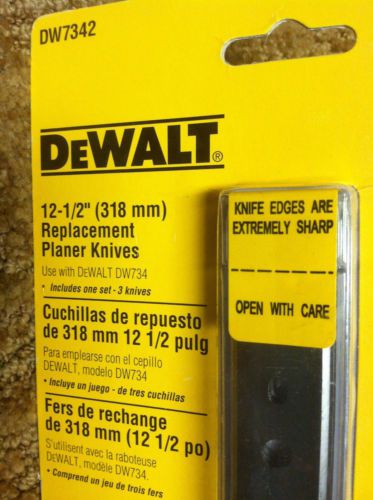 DW7342
DEWALT®
12-1/2" (318 mm)
Replacement
Planer Knives
Use with DEWALT DW734
• Includes one set - 3 knives
Cuchillas de repuesto
de 318 mm 12 1/2 pulg
Para emplearse con el cepillo
DEWALT, modelo DW734
• Incluye un juego - de tres cuchillas
Fers de rechange
de 318 mm (12 1/2 po)
S'utilisent avec la raboteuse
DEWALT, modèle DW734.
• Comprend un jeu de trois fers
KNIFE EDGES ARE
EXTREMELY SHARP
OPEN WITH CARE